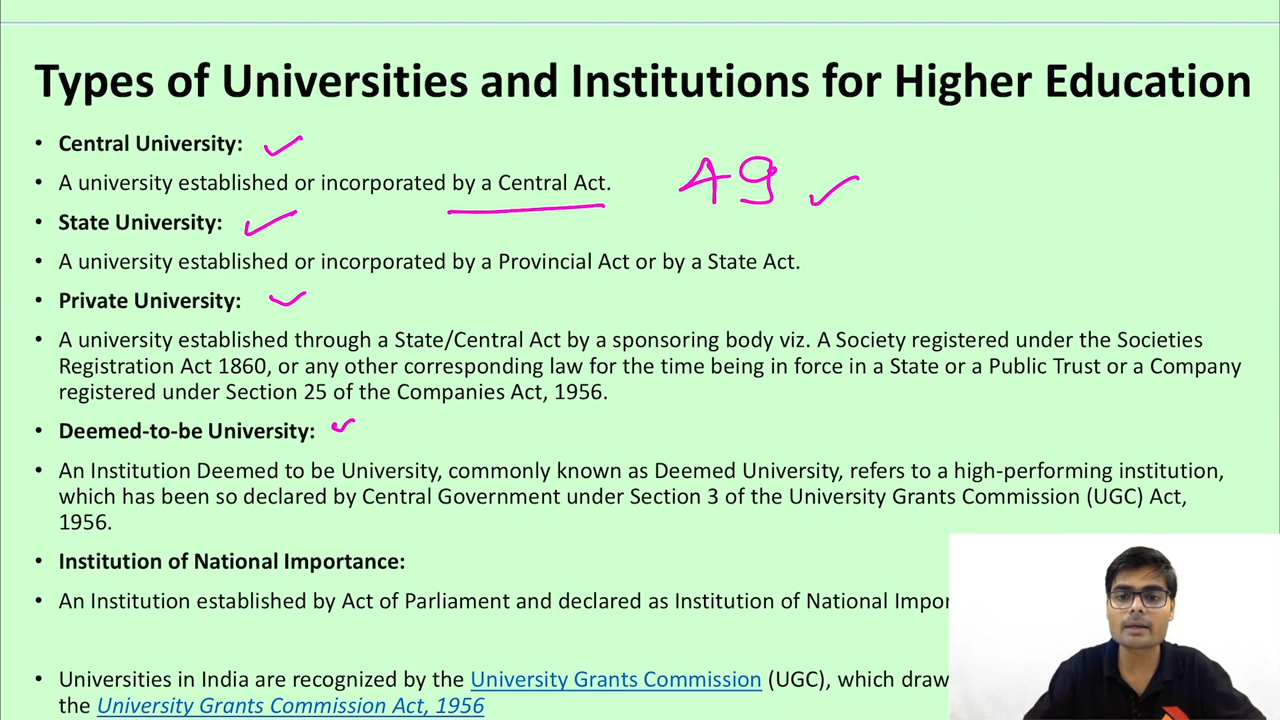 Types of Universities and Institutions for Higher Education
• Central University:
• A university established or incorporated by a Central Act.
49
• State University:
• A university established or incorporated by a Provincial Act or by a State Act.
• Private University:
• A university established through a State/Central Act by a sponsoring body viz. A Society registered under the Societies
Registration Act 1860, or any other corresponding law for the time being in force in a State or a Public Trust or a Company
registered under Section 25 of the Companies Act, 1956.
• Deemed-to-be University:
• An Institution Deemed to be University, commonly known as Deemed University, refers to a high-performing institution,
which has been so declared by Central Government under Section 3 of the University Grants Commission (UGC) Act,
1956.
• Institution of National Importance:
• An Institution established by Act of Parliament and declared as Institution of National
• Universities in India are recognized by the University Grants Commission (UGC), which
the University Grants Commission Act, 1956